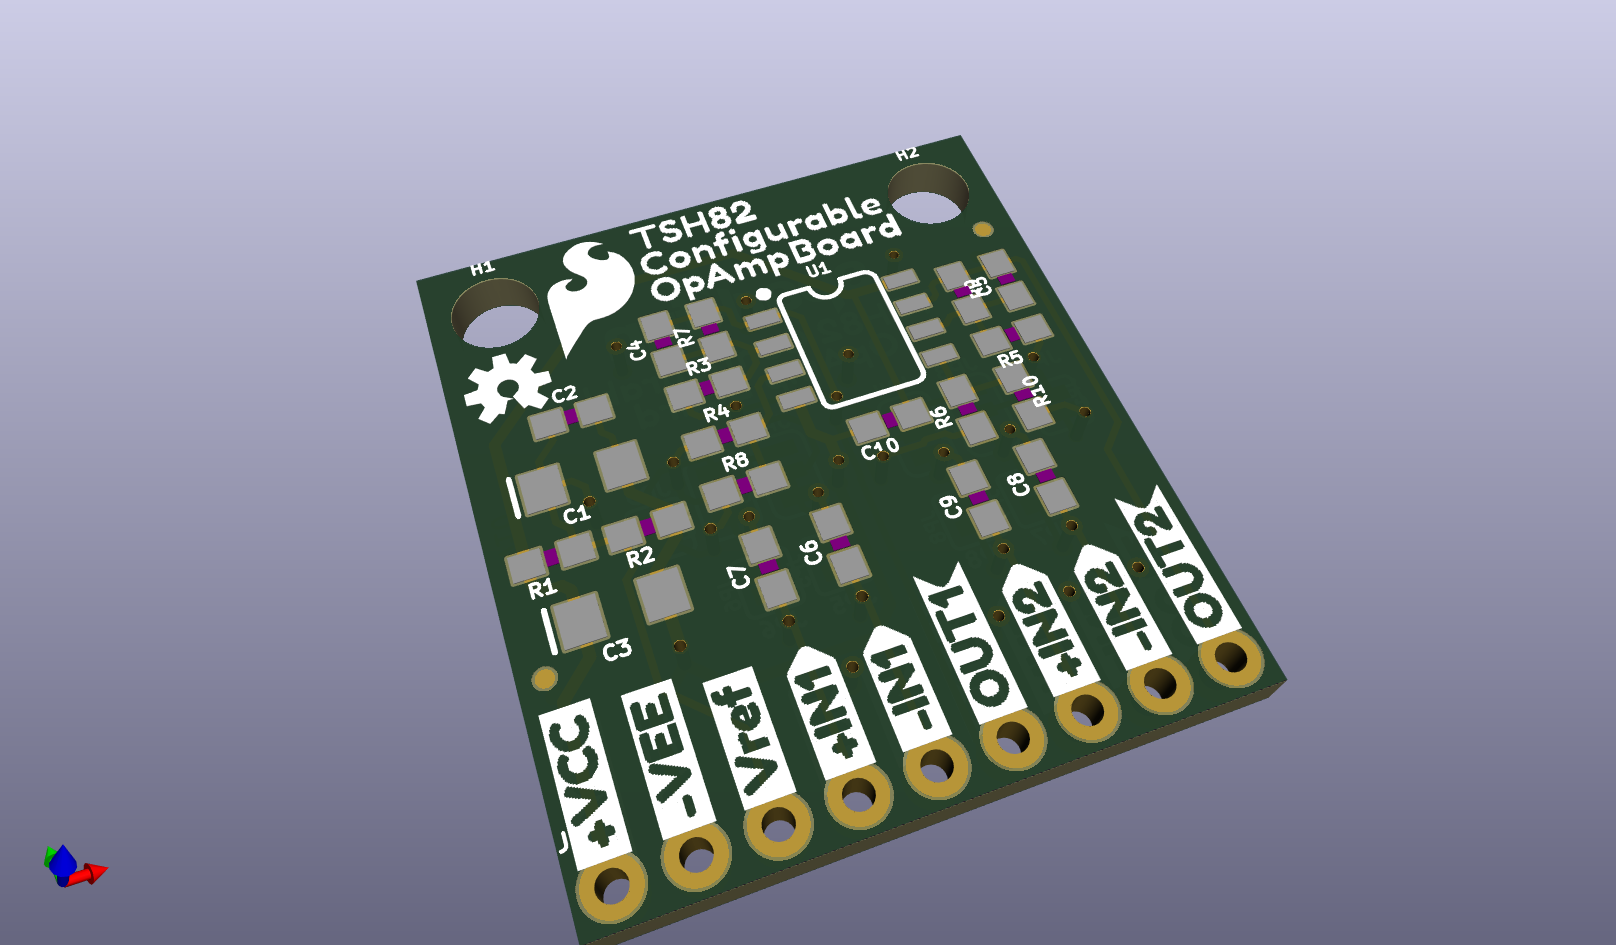 H2
H1
TSH82
Configurable
OpAmpBoard
U1
C4
R7
R3
C5
R5
C2
R4
R10
R6
C10
R8
C1
C8
C9
R2
C6
C7
R1
C3
+VCC
-VEE
Vref
+IN1
-IN1
OUT1
+IN2
-IN2
OUT2
J